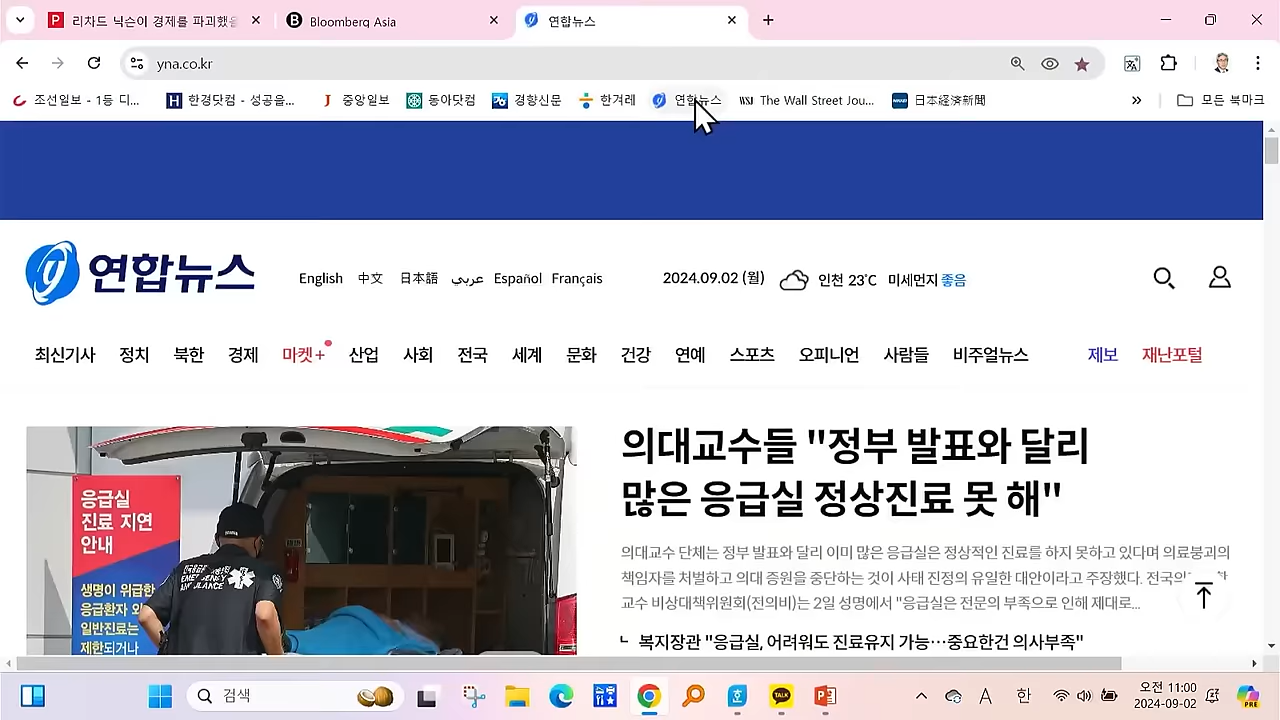 리차드 닉슨이 경제를 파괴했을
Bloomberg Asia
연합뉴스
yna.co.kr
조선일보 - 1등 디...
한경닷컴 - 성공을...
중앙일보
동아닷컴
경향신문
한겨레
연합뉴스
The Wall Street Jou...
日本経済新聞
모든 북마크
연합뉴스
English 中文 日本語 عربي Español Français
2024.09.02 (월)
인천 23℃ 미세먼지 좋음
최신기사 정치 북한 경제 마켓+ 산업 사회 전국 세계 문화 건강 연예 스포츠 오피니언 사람들 비주얼뉴스 제보 재난포털
응급실
진료 지연
안내
생명이 위급한
응급환자 외
일반진료는
제한되거나
EMERGENCY
AMBULANCE
의대교수들 "정부 발표와 달리
많은 응급실 정상진료 못 해"
의대교수 단체는 정부 발표와 달리 이미 많은 응급실은 정상적인 진료를 하지 못하고 있다며 의료붕괴의
책임자를 처벌하고 의대 증원을 중단하는 것이 사태 진정의 유일한 대안이라고 주장했다.
교수 비상대책위원회(전의비)는 2일 성명에서 "응급실은 전문의 부족으로 인해 제대로...
복지장관 "응급실, 어려워도 진료유지 가능…중요한건 의사부족"
검색
TALK
A 한
오전 11:00
2024-09-02
PRE